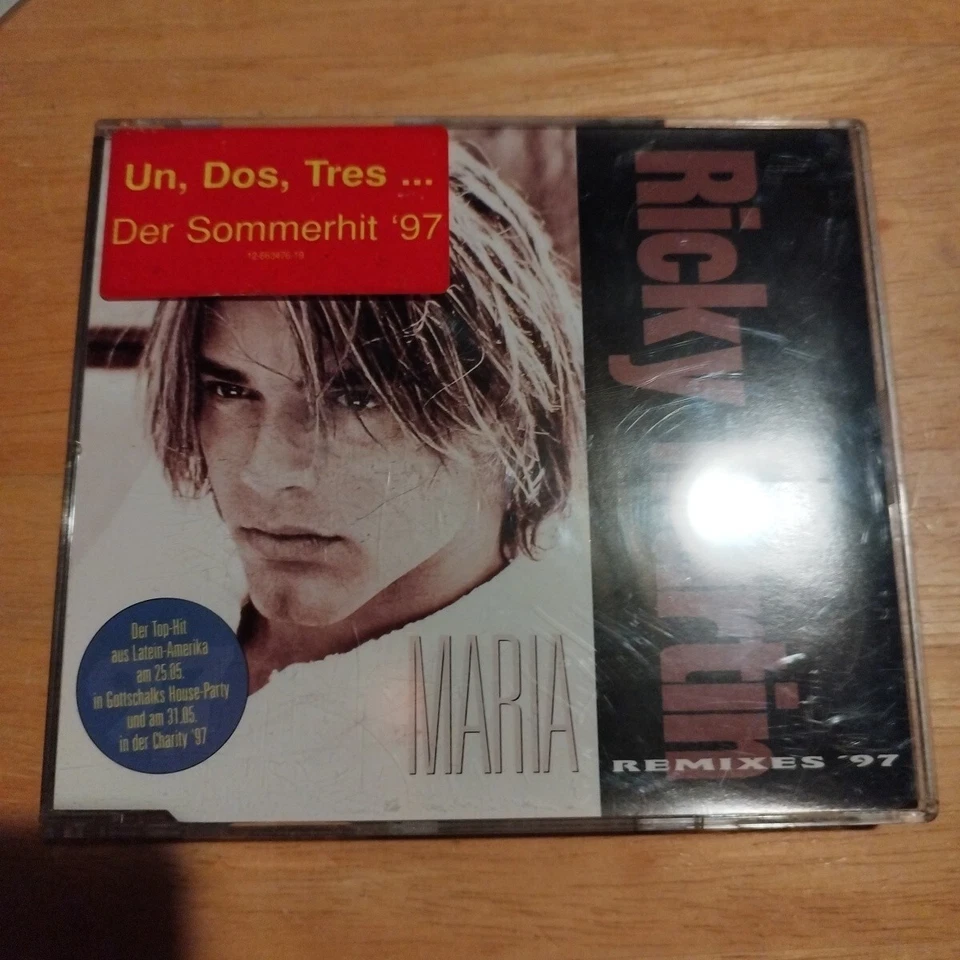 Un, Dos, Tres ...
Der Sommerhit '97
Der Top-Hit
aus Latein-Amerika
am 25.05.
in Gottschalks House-Party
und am 31.05.
in der Charity '97
MARIA
Ricky Martin
REMIXES '97